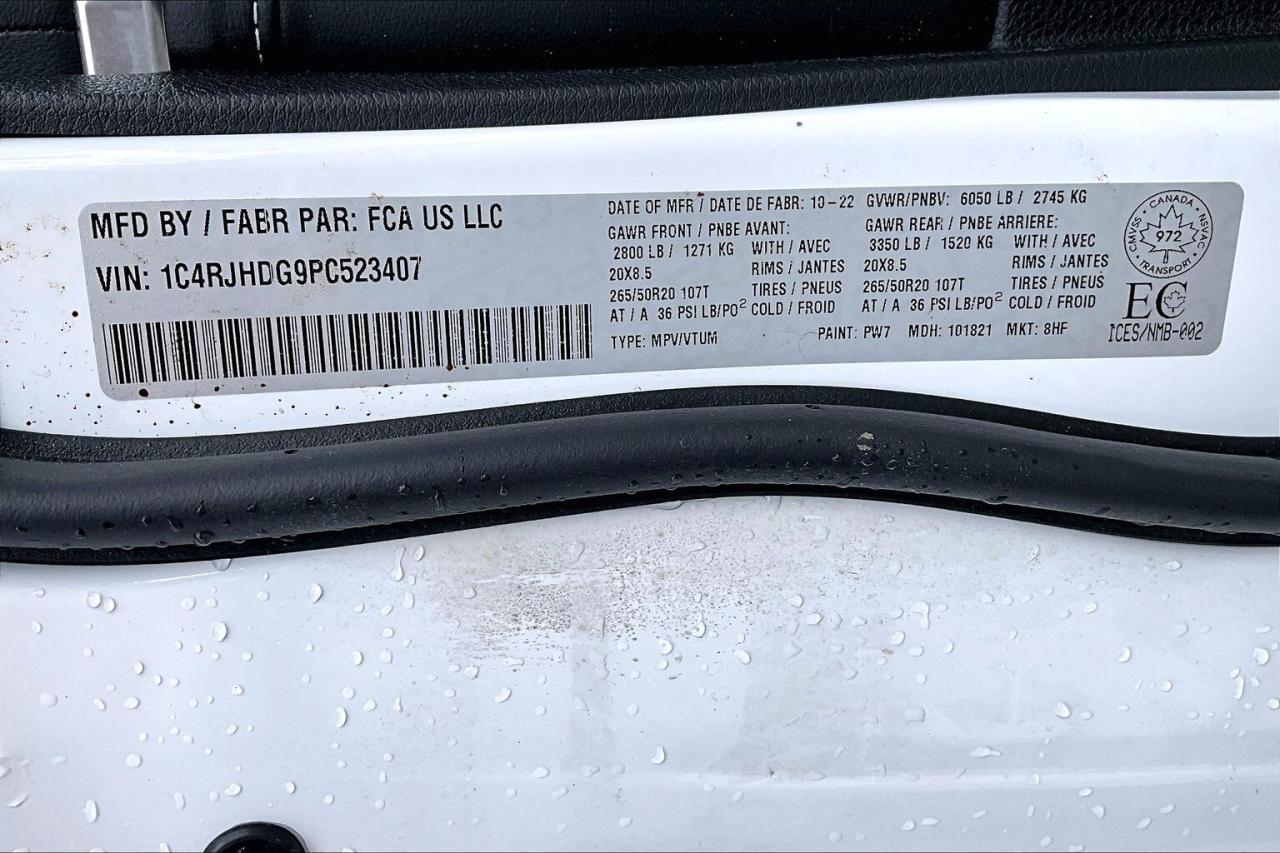 MFD BY / FABR PAR: FCA US LLC
VIN: 1C4RJHDG9PC523407
DATE OF MFR / DATE DE FABR: 10-22 GVWR/PNBV: 6050 LB / 2745 KG
GAWR FRONT / PNBE AVANT: GAWR REAR / PNBE ARRIERE:
2800 LB / 1271 KG WITH / AVEC 3350 LB / 1520 KG WITH / AVEC
20X8.5 RIMS / JANTES 20X8.5 RIMS / JANTES
265/50R20 107T TIRES / PNEUS 265/50R20 107T TIRES / PNEUS
AT / A 36 PSI LB/PO² COLD / FROID AT / A 36 PSI LB/PO² COLD / FROID
TYPE: MPV/VTUM PAINT: PW7 MDH: 101821 MKT: 8HF
CMVSS · CANADA · NSVAC
972
· TRANSPORT ·
EC
ICES/NMB-002